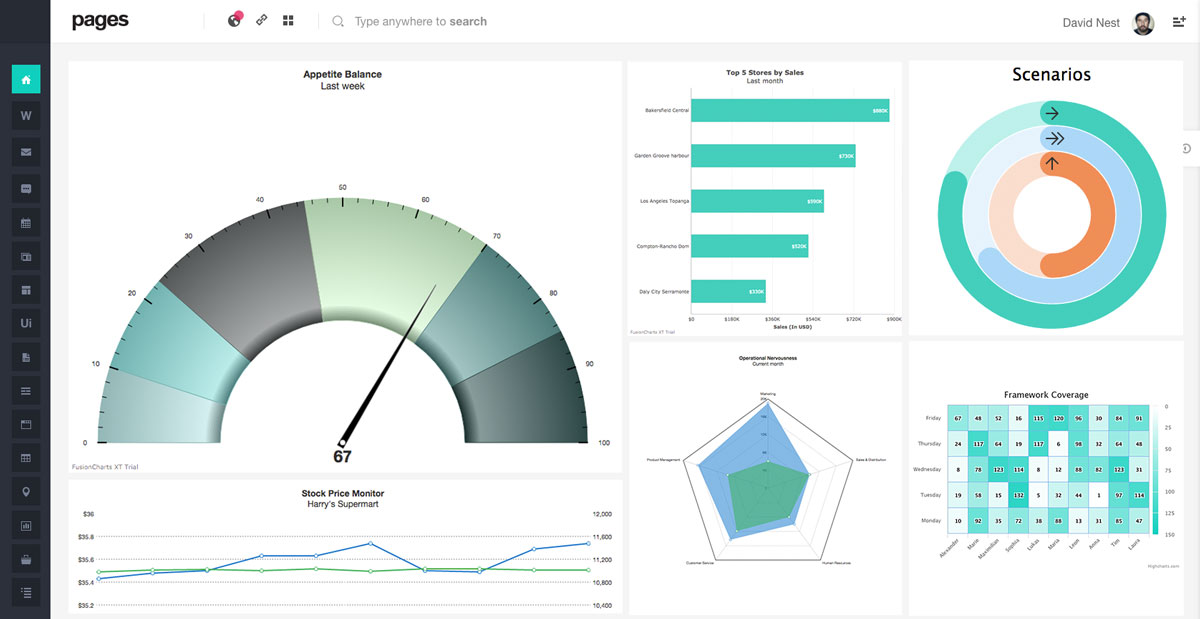 pages
Type anywhere to search
David Nest
W
Ui
Appetite Balance
Last week
0
10
20
30
40
50
60
70
80
90
100
67
FusionCharts XT Trial
Top 5 Stores by Sales
Last month
Bakersfield Central
$880K
Garden Groove harbour
$730K
Los Angeles Topanga
$590K
Compton-Rancho Dom
$520K
Daly City Serramonte
$330K
$0 $180K $360K $540K $720K $900K
Sales (In USD)
FusionCharts XT Trial
Scenarios
Stock Price Monitor
Harry's Supermart
$36 12,000
$35.8 11,600
$35.6 11,200
$35.4 10,800
$35.2 10,400
Operational Nervousness
Current month
Marketing
Product Management
Sales & Distribution
Customer Service
Human Resources
Framework Coverage
Friday 67 48 52 16 115 120 96 30 84 91
Thursday 24 117 64 19 117 6 98 32 64 48
Wednesday 8 78 123 114 8 12 88 82 123 31
Tuesday 19 58 15 132 5 32 44 1 97 114
Monday 10 92 35 72 38 88 13 31 85 47
Alexander Marie Maximilian Sophia Lukas Maria Leon Anna Tim Laura
0
25
50
75
100
125
150
Highcharts.com